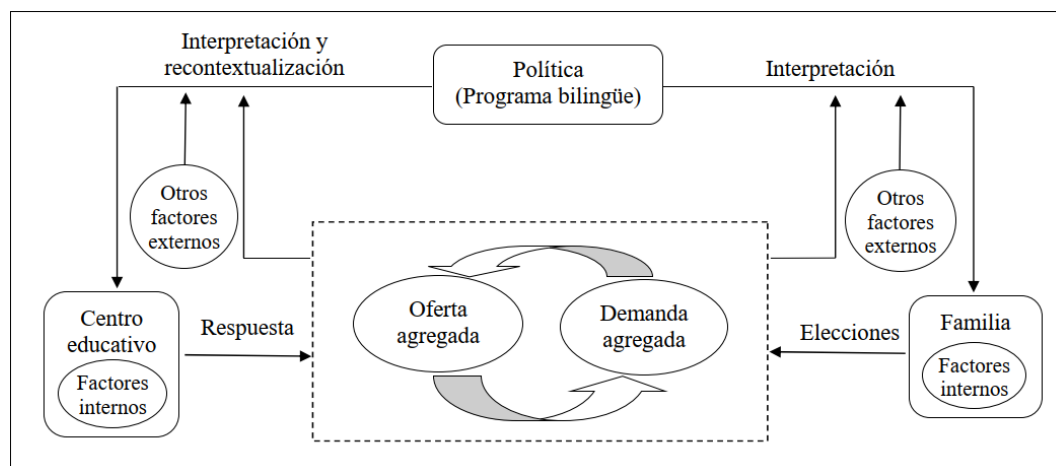 Interpretación y
recontextualización
Política
(Programa bilingüe)
Interpretación
Otros
factores
externos
Otros
factores
externos
Centro
educativo
Factores
internos
Respuesta
Oferta
agregada
Demanda
agregada
Elecciones
Familia
Factores
internos